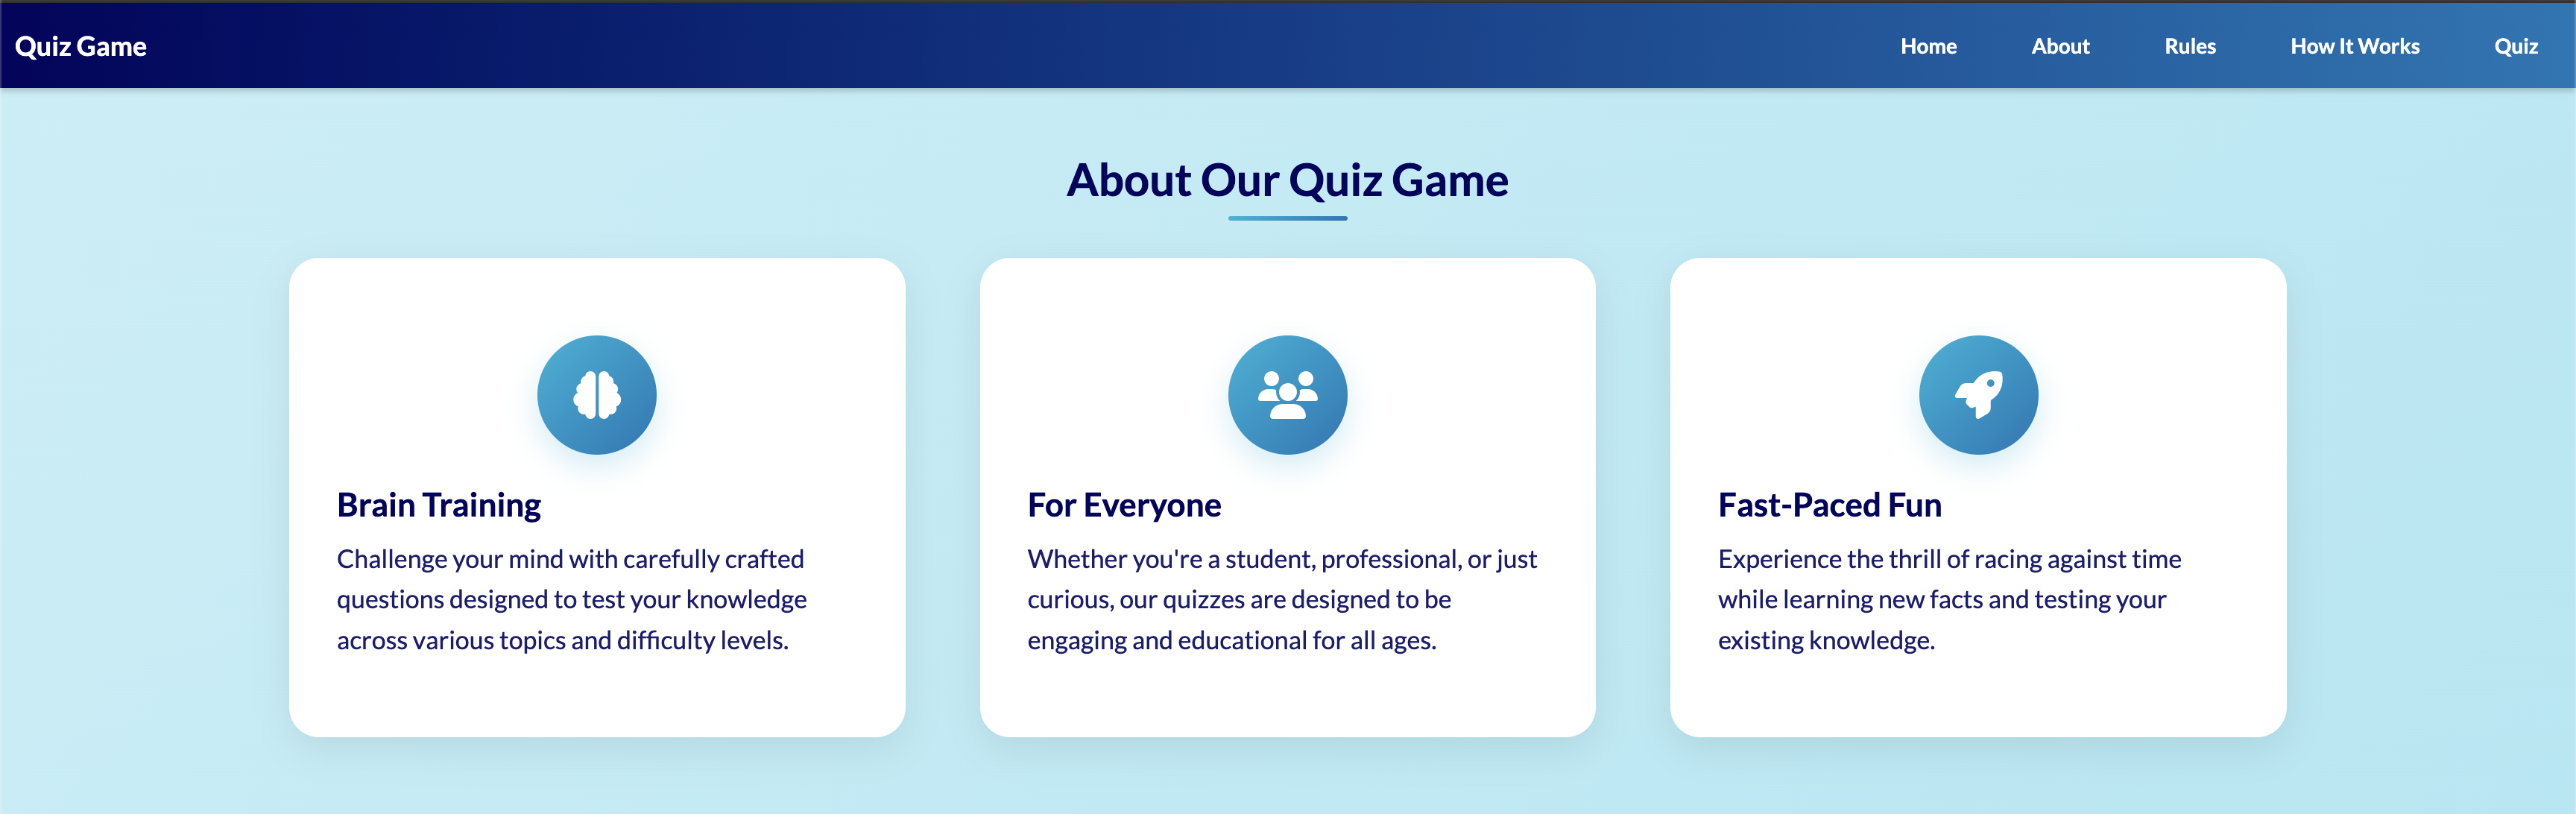 Quiz Game
Home
About
Rules
How It Works
Quiz
About Our Quiz Game
Brain Training
Challenge your mind with carefully crafted
questions designed to test your knowledge
across various topics and difficulty levels.
For Everyone
Whether you're a student, professional, or just
curious, our quizzes are designed to be
engaging and educational for all ages.
Fast-Paced Fun
Experience the thrill of racing against time
while learning new facts and testing your
existing knowledge.